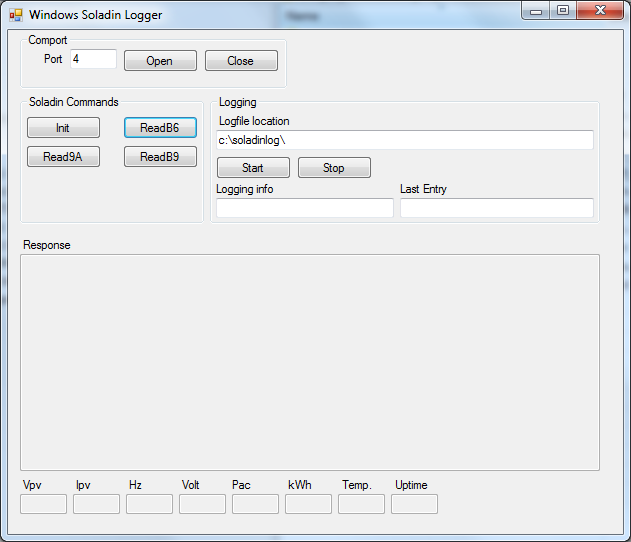 Windows Soladin Logger
Comport
Port 4 Open Close
Soladin Commands
Init ReadB6
Read9A ReadB9
Logging
Logfile location
c:\soladinlog\
Start Stop
Logging info Last Entry
Response
Vpv Ipv Hz Volt Pac kWh Temp. Uptime